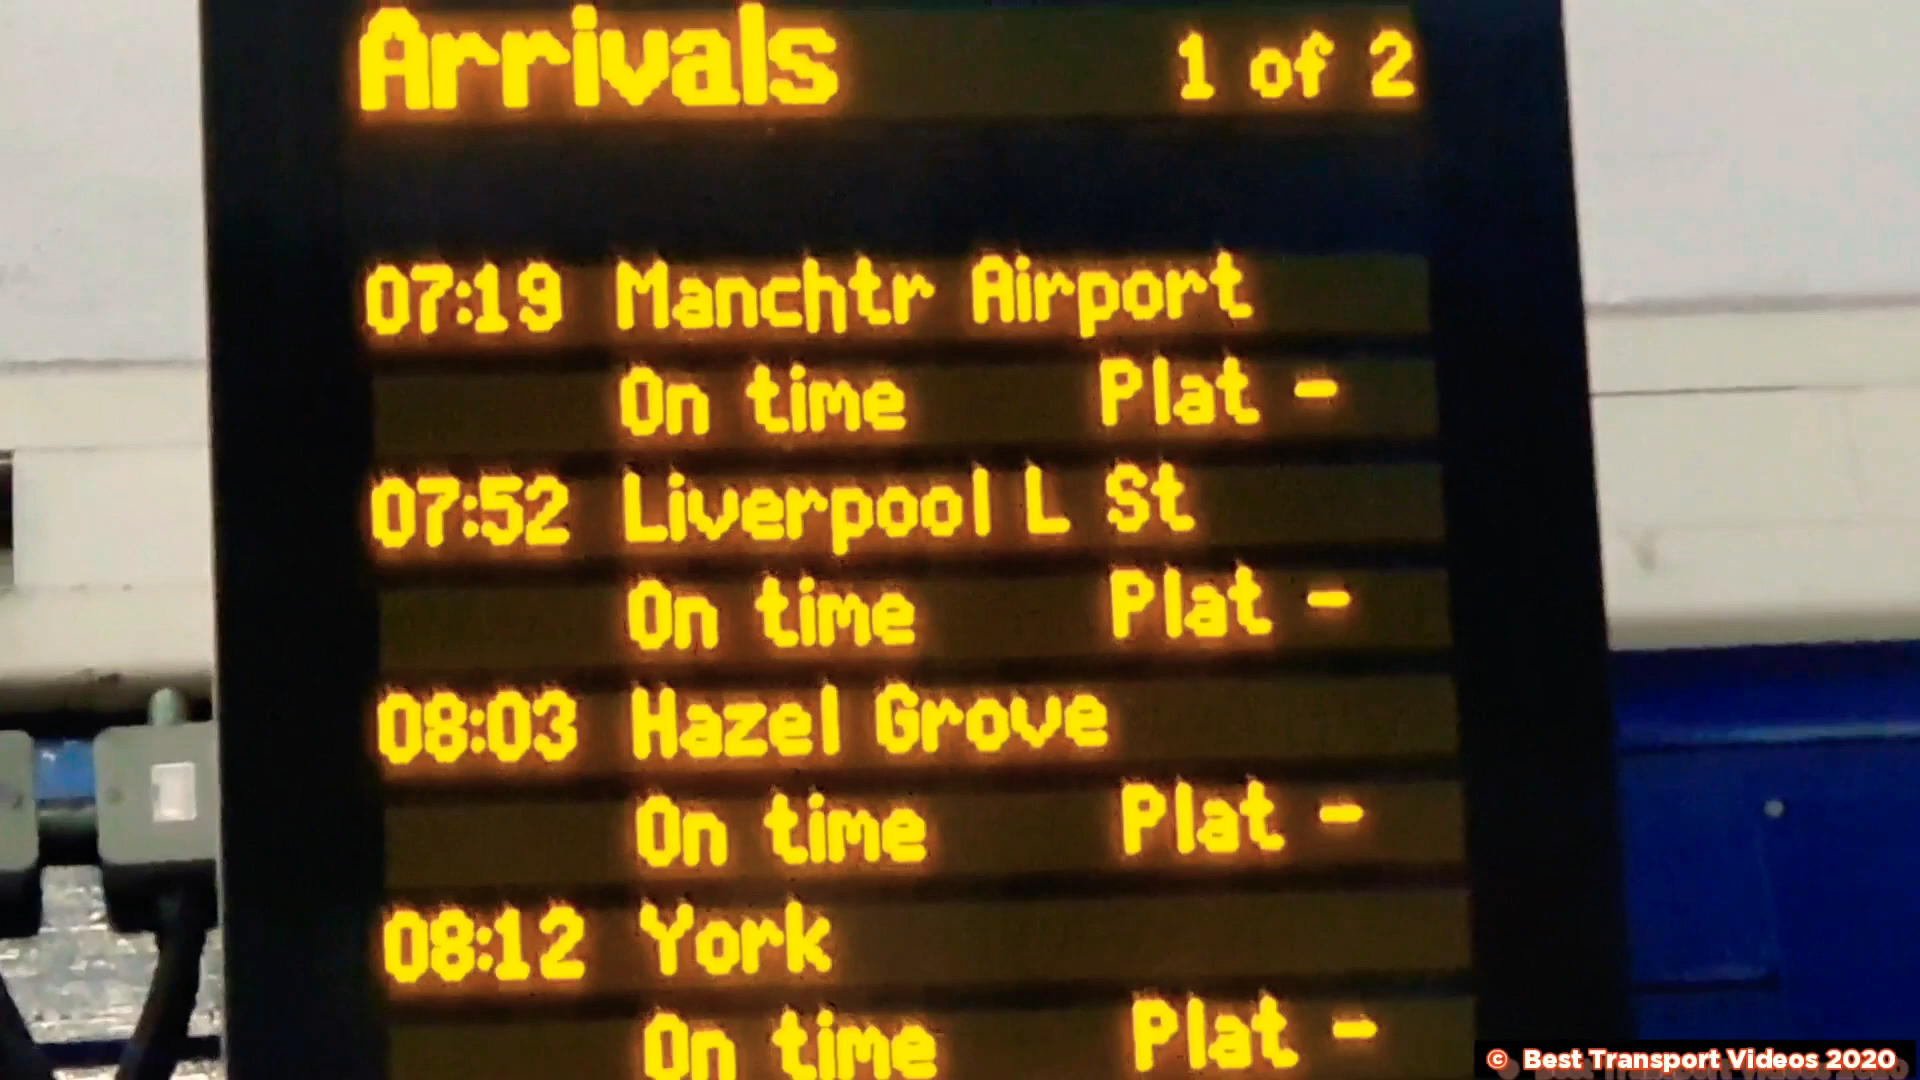 Arrivals 1 of 2
07:19 Manchtr Airport
On time Plat -
07:52 Liverpool L St
On time Plat -
08:03 Hazel Grove
On time Plat -
08:12 York
On time Plat -
© Best Transport Videos 2020